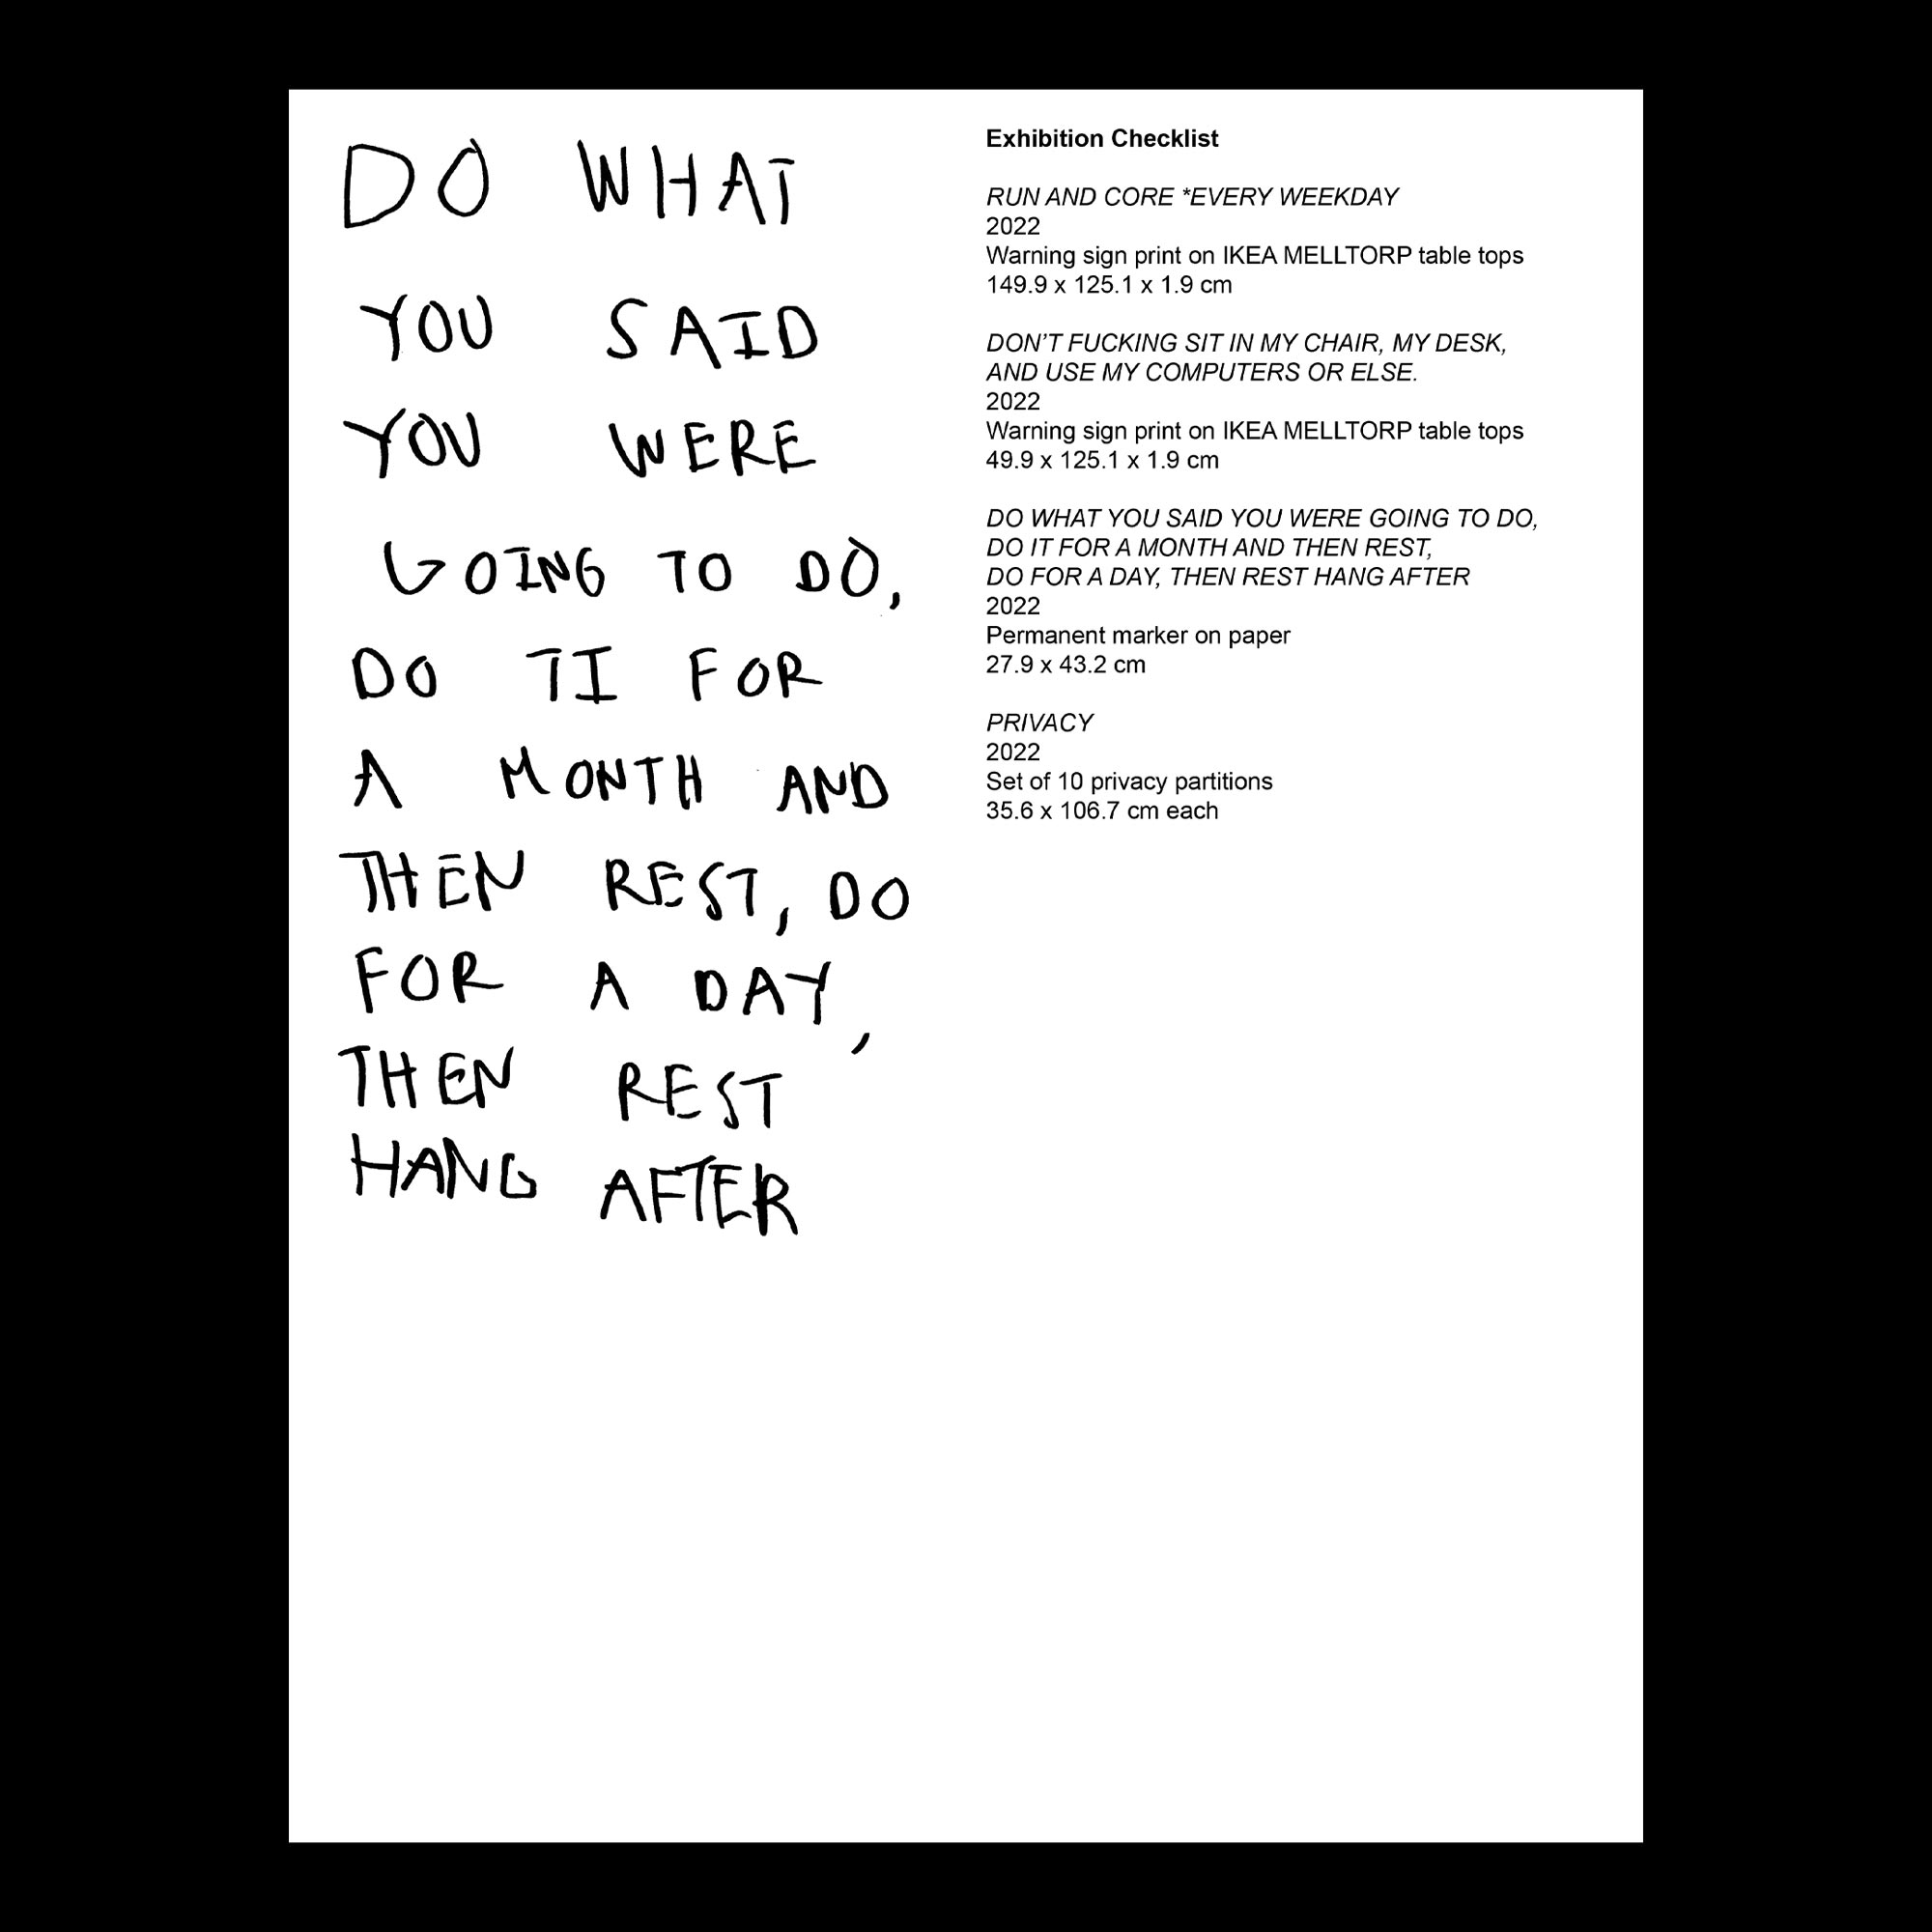 DO WHAT
YOU SAID
YOU WERE
GOING TO DO,
DO TI FOR
A MONTH AND
THEN REST, DO
FOR A DAY,
THEN REST
HANG AFTER
Exhibition Checklist
RUN AND CORE *EVERY WEEKDAY
2022
Warning sign print on IKEA MELLTORP table tops
149.9 x 125.1 x 1.9 cm
DON’T FUCKING SIT IN MY CHAIR, MY DESK,
AND USE MY COMPUTERS OR ELSE.
2022
Warning sign print on IKEA MELLTORP table tops
49.9 x 125.1 x 1.9 cm
DO WHAT YOU SAID YOU WERE GOING TO DO,
DO IT FOR A MONTH AND THEN REST,
DO FOR A DAY, THEN REST HANG AFTER
2022
Permanent marker on paper
27.9 x 43.2 cm
PRIVACY
2022
Set of 10 privacy partitions
35.6 x 106.7 cm each